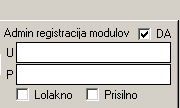 Admin registracija modulov DA
U
P
Lolakno Prisilno